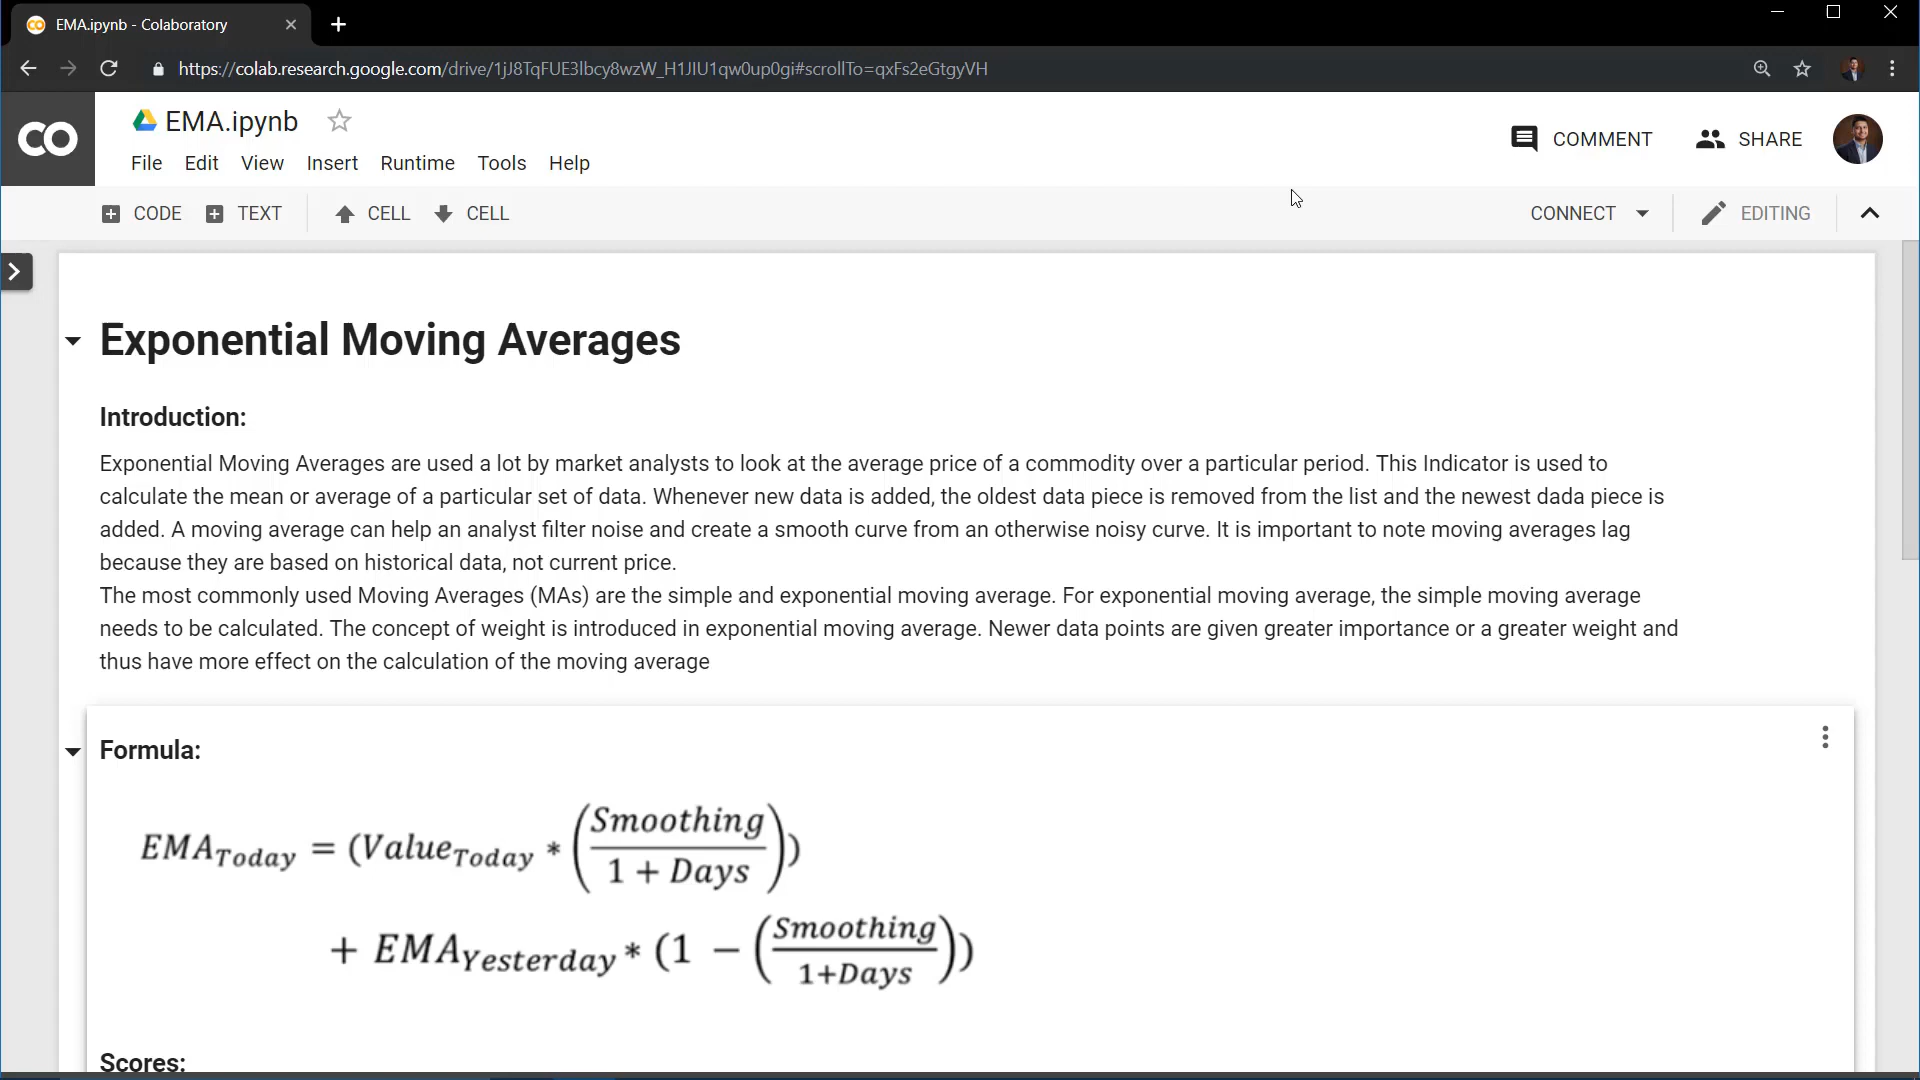 EMA.ipynb - Colaboratory
https://colab.research.google.com/drive/1jJ8TqFUE3lbcy8wzW_H1JIU1qw0up0gi#scrollTo=qxFs2eGtgyVH
CO
EMA.ipynb
COMMENT SHARE
File Edit View Insert Runtime Tools Help
CODE TEXT CELL CELL CONNECT EDITING
Exponential Moving Averages
Introduction:
Exponential Moving Averages are used a lot by market analysts to look at the average price of a commodity over a particular period. This Indicator is used to
calculate the mean or average of a particular set of data. Whenever new data is added, the oldest data piece is removed from the list and the newest dada piece is
added. A moving average can help an analyst filter noise and create a smooth curve from an otherwise noisy curve. It is important to note moving averages lag
because they are based on historical data, not current price.
The most commonly used Moving Averages (MAs) are the simple and exponential moving average. For exponential moving average, the simple moving average
needs to be calculated. The concept of weight is introduced in exponential moving average. Newer data points are given greater importance or a greater weight and
thus have more effect on the calculation of the moving average
Formula:
EMA_Today = (Value_Today * (Smoothing / 1 + Days))
+ EMA_Yesterday * (1 − (Smoothing / 1+Days))
Scores: